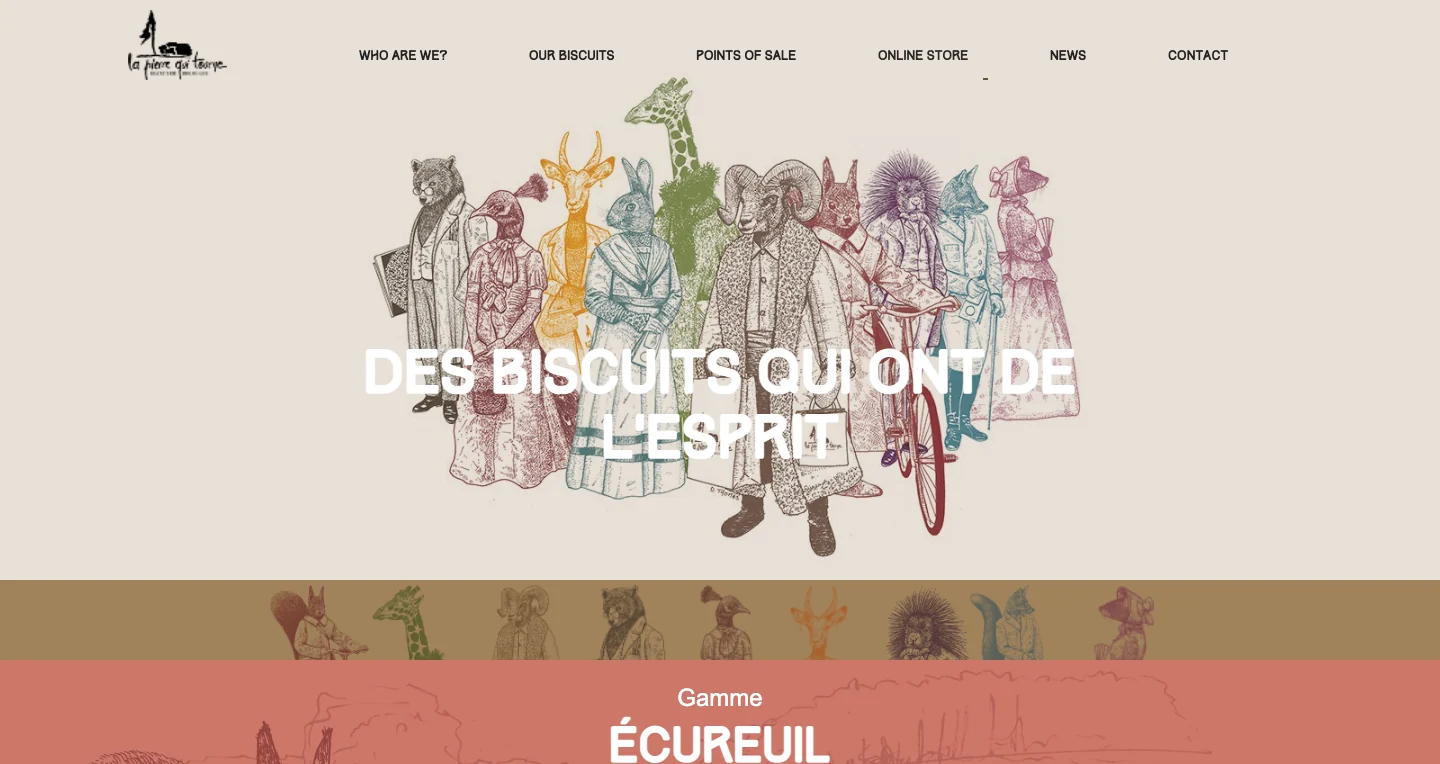 la pierre qui tourne
WHO ARE WE?
OUR BISCUITS
POINTS OF SALE
ONLINE STORE
NEWS
CONTACT
DES BISCUITS QUI ONT DE
L'ESPRIT
Gamme
ÉCUREUIL